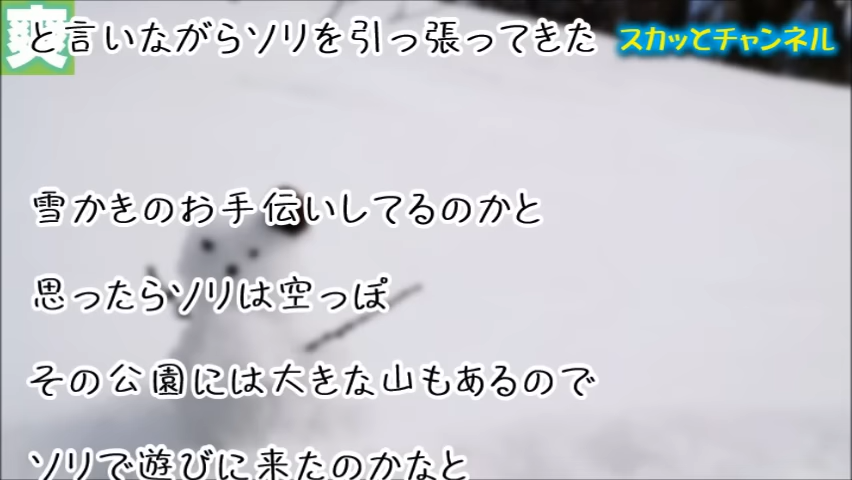 爽
と言いながらソリを引っ張ってきた
スカッとチャンネル
雪かきのお手伝いしてるのかと
思ったらソリは空っぽ
その公園には大きな山もあるので
ソリで遊びに来たのかなと